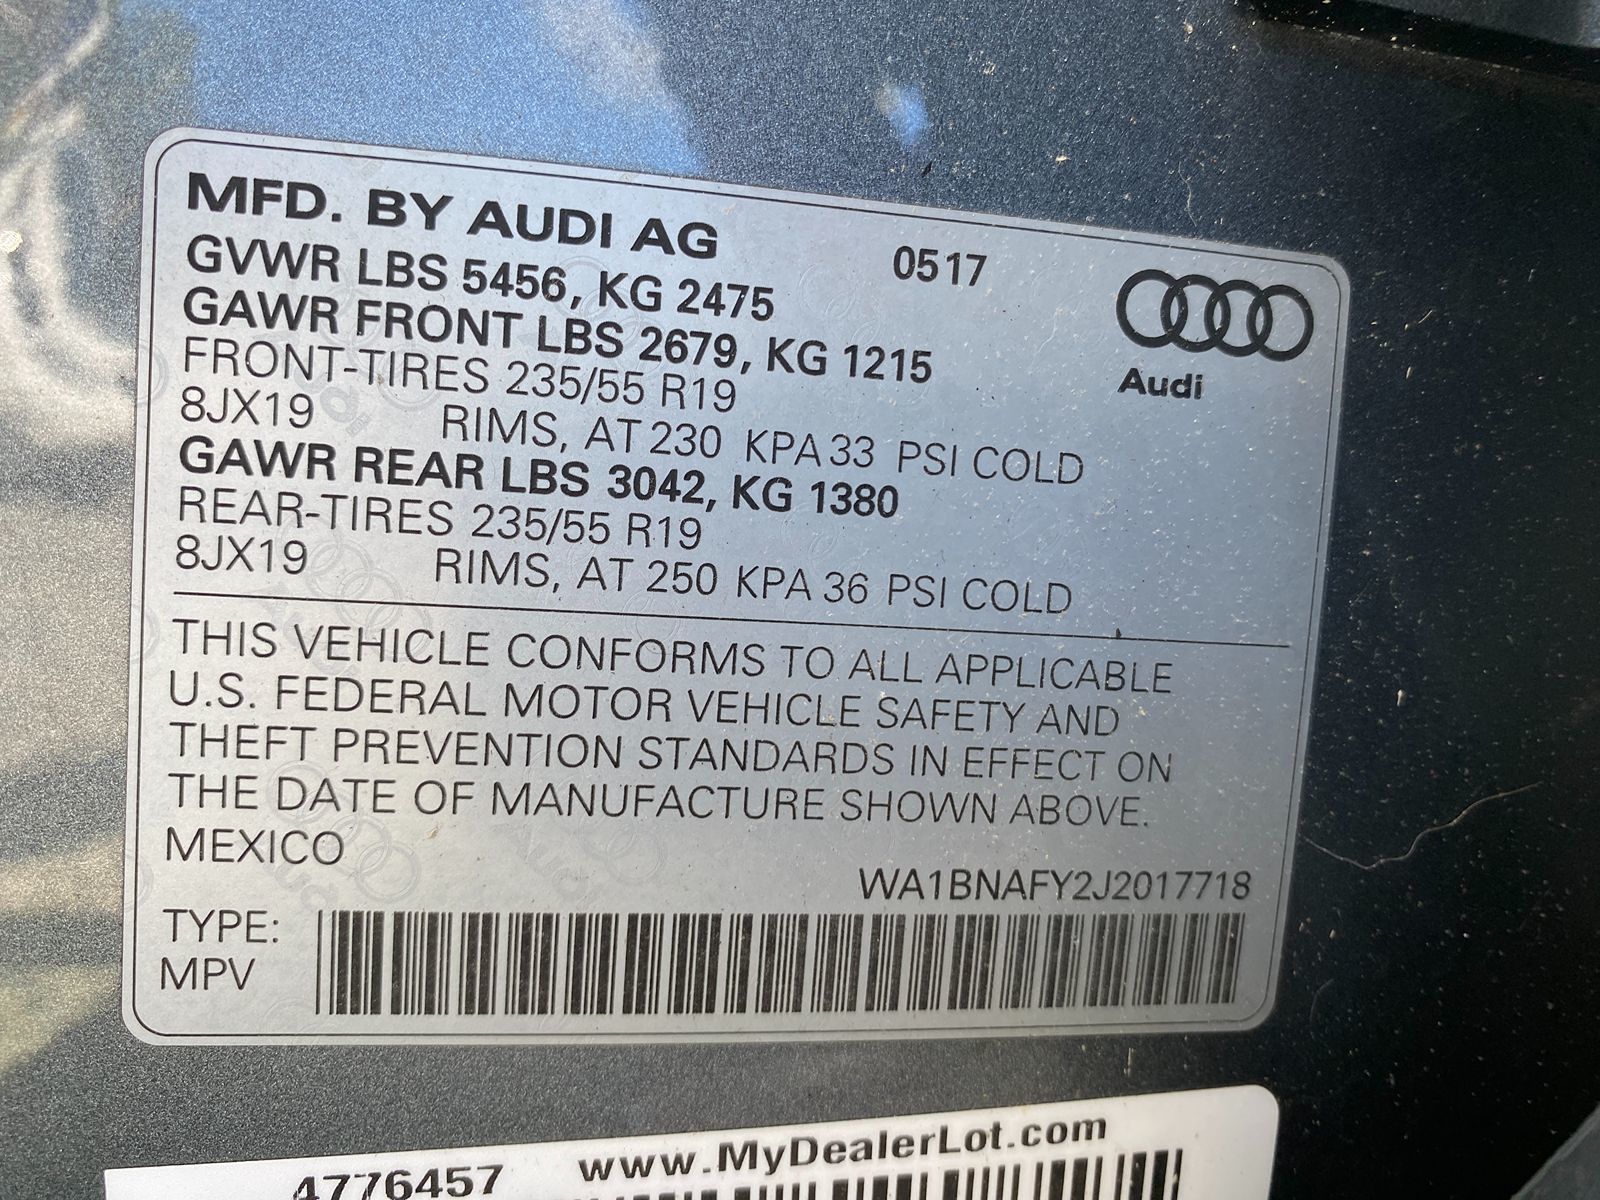 MFD. BY AUDI AG 0517
GVWR LBS 5456, KG 2475
GAWR FRONT LBS 2679, KG 1215
FRONT-TIRES 235/55 R19
8JX19 RIMS, AT 230 KPA 33 PSI COLD
GAWR REAR LBS 3042, KG 1380
REAR-TIRES 235/55 R19
8JX19 RIMS, AT 250 KPA 36 PSI COLD
Audi
THIS VEHICLE CONFORMS TO ALL APPLICABLE
U.S. FEDERAL MOTOR VEHICLE SAFETY AND
THEFT PREVENTION STANDARDS IN EFFECT ON
THE DATE OF MANUFACTURE SHOWN ABOVE.
MEXICO
WA1BNAFY2J2017718
TYPE:
MPV
4776457 www.MyDealerLot.com